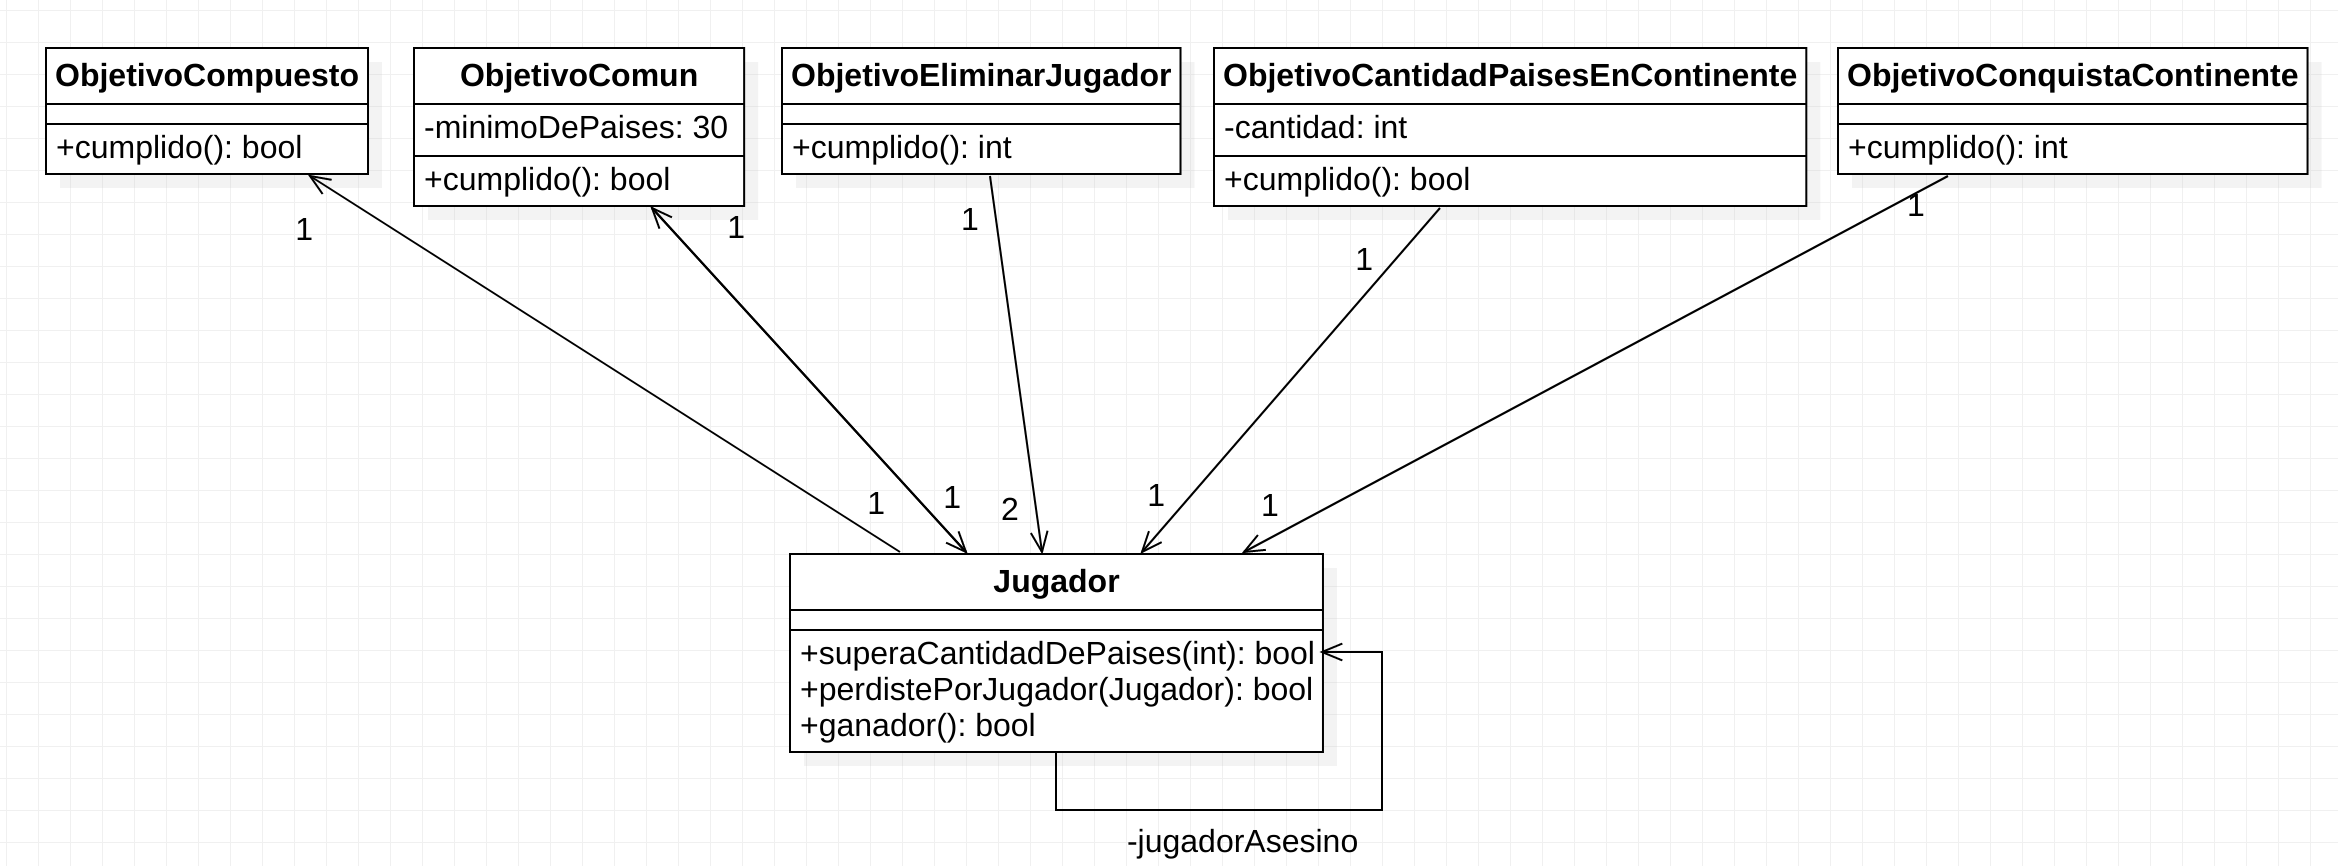 ObjetivoCompuesto
+cumplido(): bool
ObjetivoComun
-minimoDePaises: 30
+cumplido(): bool
ObjetivoEliminarJugador
+cumplido(): int
ObjetivoCantidadPaisesEnContinente
-cantidad: int
+cumplido(): bool
ObjetivoConquistaContinente
+cumplido(): int
1
1
1
1
1
1
1
2
1
1
Jugador
+superaCantidadDePaises(int): bool
+perdistePorJugador(Jugador): bool
+ganador(): bool
-jugadorAsesino